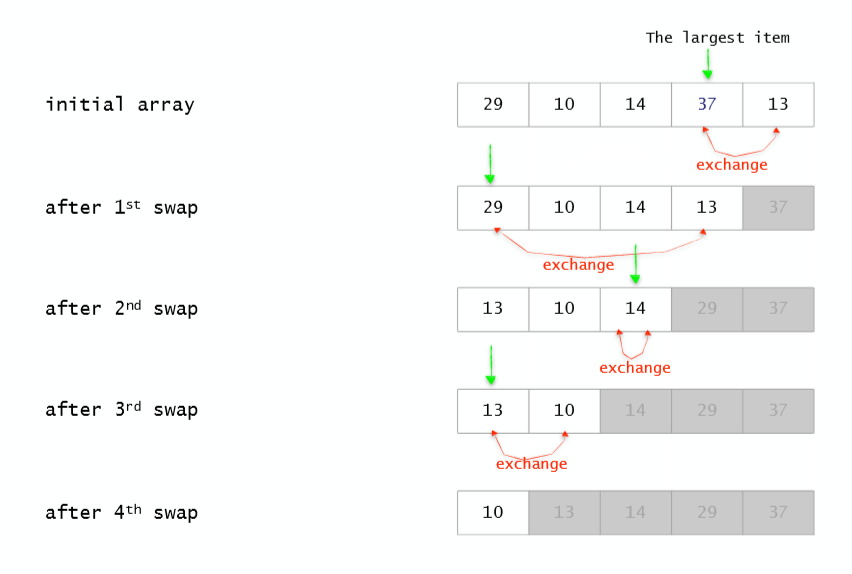 The largest item
initial array 29 10 14 37 13
exchange
after 1st swap 29 10 14 13 37
exchange
after 2nd swap 13 10 14 29 37
exchange
after 3rd swap 13 10 14 29 37
exchange
after 4th swap 10 13 14 29 37